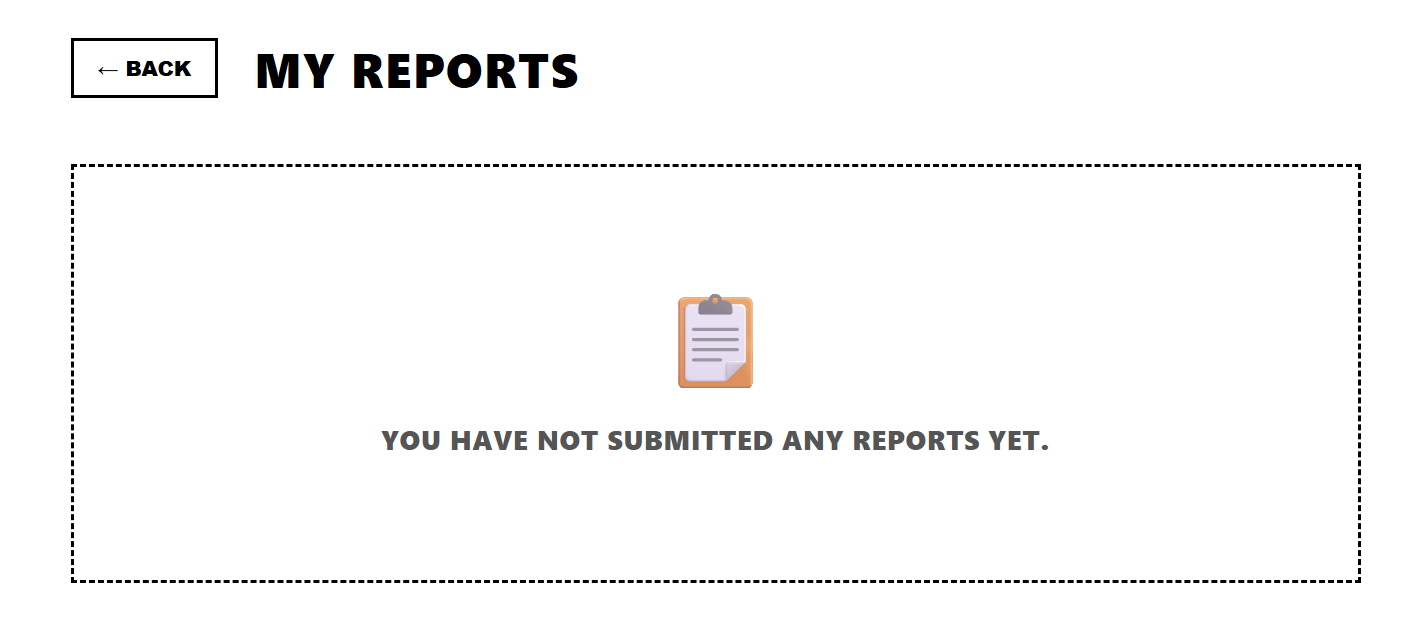 ← BACK
MY REPORTS
YOU HAVE NOT SUBMITTED ANY REPORTS YET.